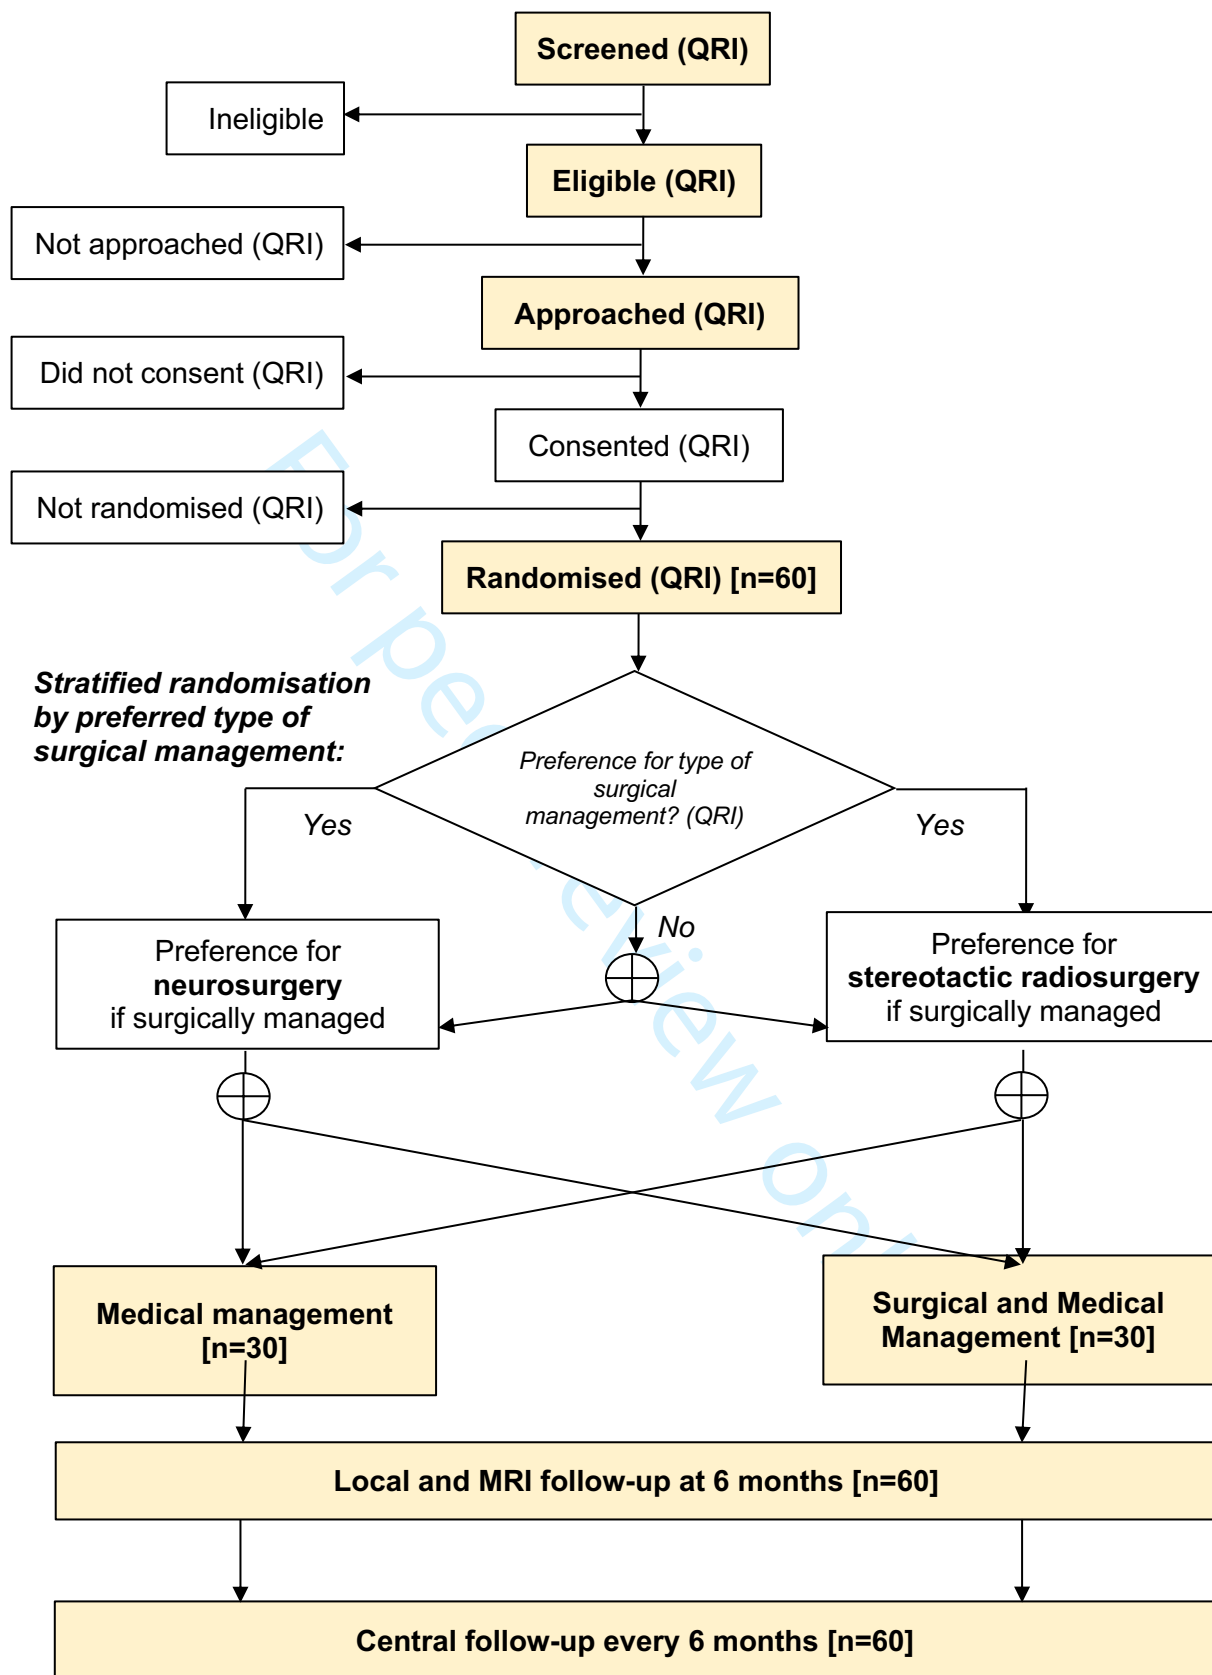 Screened (QRI)
Ineligible
Eligible (QRI)
Not approached (QRI)
Approached (QRI)
Did not consent (QRI)
Consented (QRI)
Not randomised (QRI)
Randomised (QRI) [n=60]
Stratified randomisation
by preferred type of
surgical management:
Preference for type of
surgical
management? (QRI)
Yes
Yes
No
Preference for
neurosurgery
if surgically managed
Preference for
stereotactic radiosurgery
if surgically managed
Medical management
[n=30]
Surgical and Medical
Management [n=30]
Local and MRI follow-up at 6 months [n=60]
Central follow-up every 6 months [n=60]
For peer review only